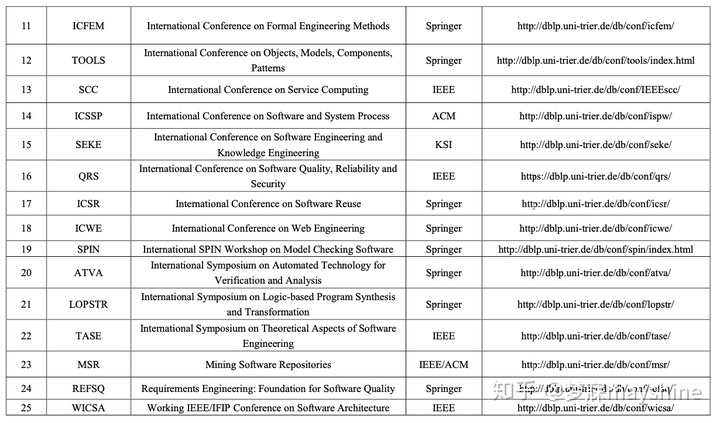 11 ICFEM International Conference on Formal Engineering Methods Springer http://dblp.uni-trier.de/db/conf/icfem/
12 TOOLS International Conference on Objects, Models, Components, Patterns Springer http://dblp.uni-trier.de/db/conf/tools/index.html
13 SCC International Conference on Service Computing IEEE http://dblp.uni-trier.de/db/conf/IEEEscc/
14 ICSSP International Conference on Software and System Process ACM http://dblp.uni-trier.de/db/conf/ispw/
15 SEKE International Conference on Software Engineering and Knowledge Engineering KSI http://dblp.uni-trier.de/db/conf/seke/
16 QRS International Conference on Software Quality, Reliability and Security IEEE https://dblp.uni-trier.de/db/conf/qrs/
17 ICSR International Conference on Software Reuse Springer http://dblp.uni-trier.de/db/conf/icsr/
18 ICWE International Conference on Web Engineering Springer http://dblp.uni-trier.de/db/conf/icwe/
19 SPIN International SPIN Workshop on Model Checking Software Springer http://dblp.uni-trier.de/db/conf/spin/index.html
20 ATVA International Symposium on Automated Technology for Verification and Analysis Springer http://dblp.uni-trier.de/db/conf/atva/
21 LOPSTR International Symposium on Logic-based Program Synthesis and Transformation Springer http://dblp.uni-trier.de/db/conf/lopstr/
22 TASE International Symposium on Theoretical Aspects of Software Engineering IEEE http://dblp.uni-trier.de/db/conf/tase/
23 MSR Mining Software Repositories IEEE/ACM http://dblp.uni-trier.de/db/conf/msr/
24 REFSQ Requirements Engineering: Foundation for Software Quality Springer
知乎 @梦寐mayshine
25 WICSA Working IEEE/IFIP Conference on Software Architecture IEEE http://dblp.uni-trier.de/db/conf/wicsa/